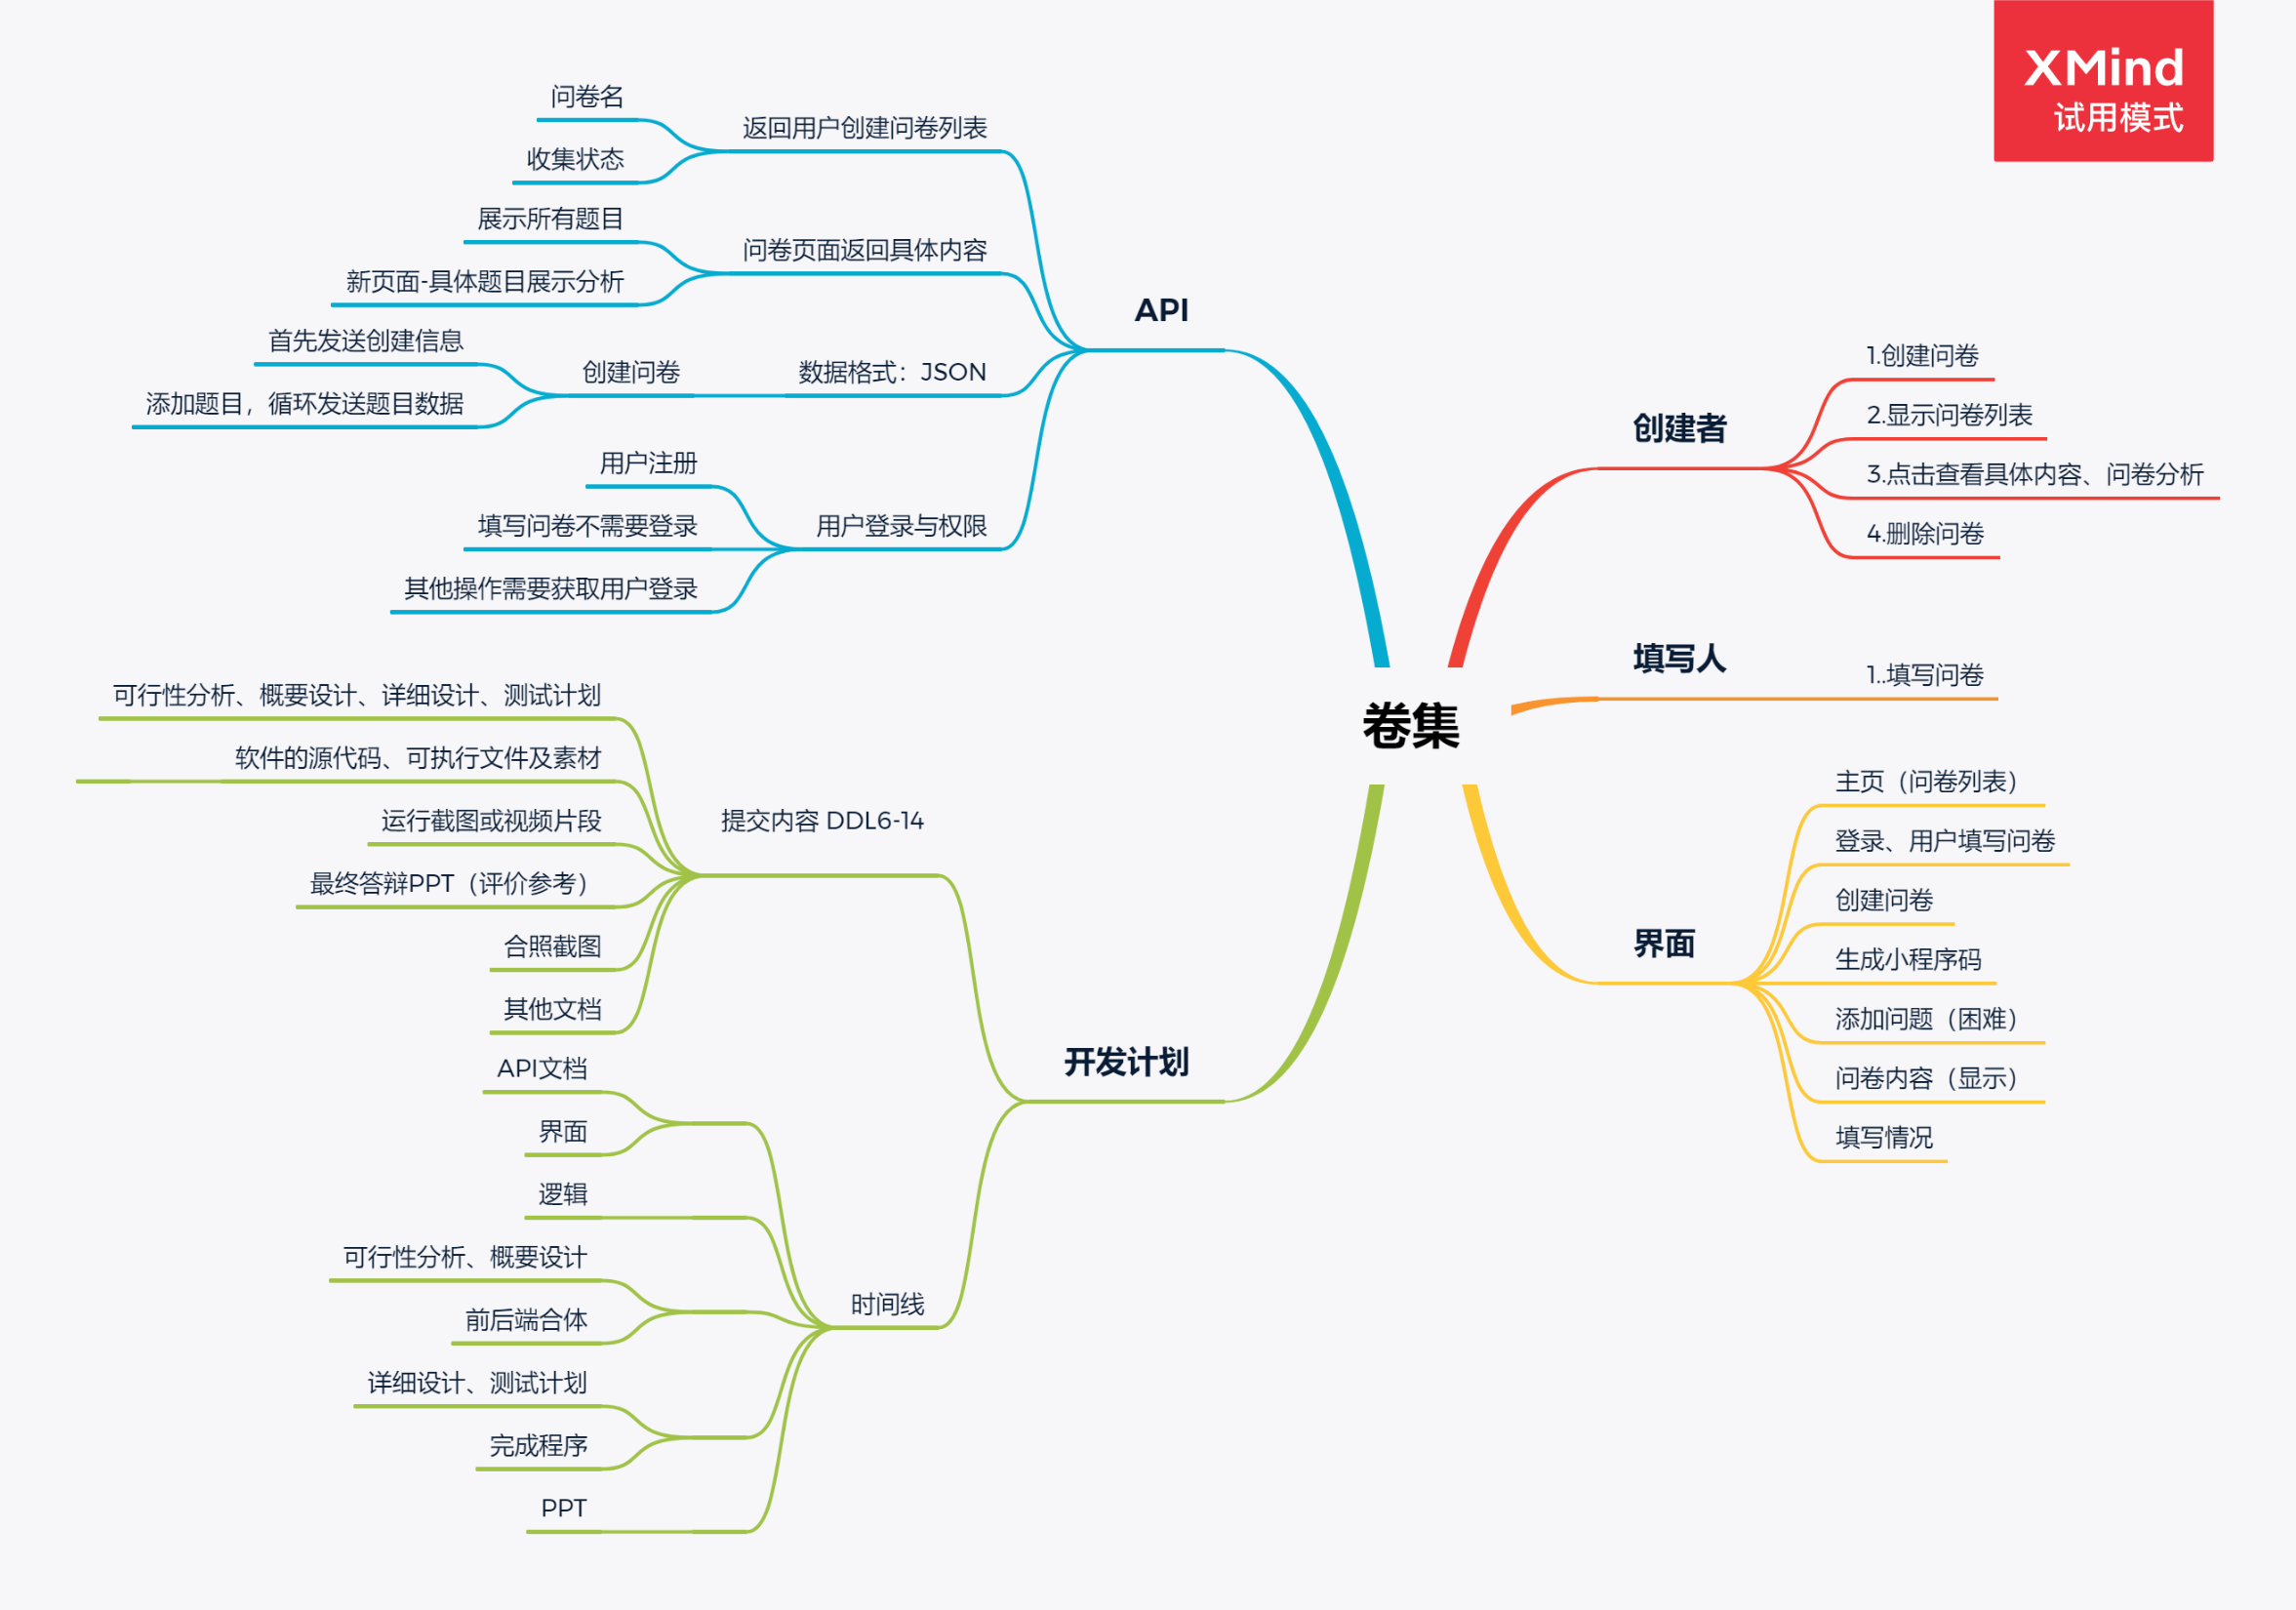 XMind
试用模式
卷集
创建者
1.创建问卷
2.显示问卷列表
3.点击查看具体内容、问卷分析
4.删除问卷
填写人
1..填写问卷
界面
主页（问卷列表）
登录、用户填写问卷
创建问卷
生成小程序码
添加问题（困难）
问卷内容（显示）
填写情况
API
返回用户创建问卷列表
问卷名
收集状态
问卷页面返回具体内容
展示所有题目
新页面-具体题目展示分析
数据格式：JSON
创建问卷
首先发送创建信息
添加题目，循环发送题目数据
用户登录与权限
用户注册
填写问卷不需要登录
其他操作需要获取用户登录
开发计划
提交内容 DDL6-14
可行性分析、概要设计、详细设计、测试计划
软件的源代码、可执行文件及素材
运行截图或视频片段
最终答辩PPT（评价参考）
合照截图
其他文档
时间线
API文档
界面
逻辑
可行性分析、概要设计
前后端合体
详细设计、测试计划
完成程序
PPT